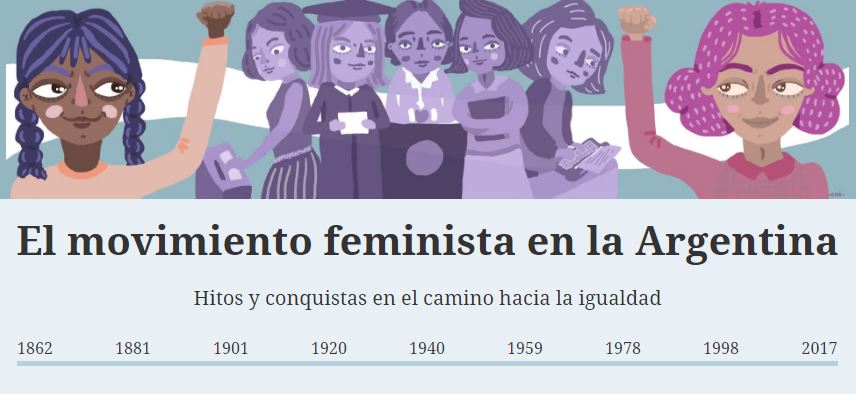 El movimiento feminista en la Argentina
Hitos y conquistas en el camino hacia la igualdad
1862 1881 1901 1920 1940 1959 1978 1998 2017